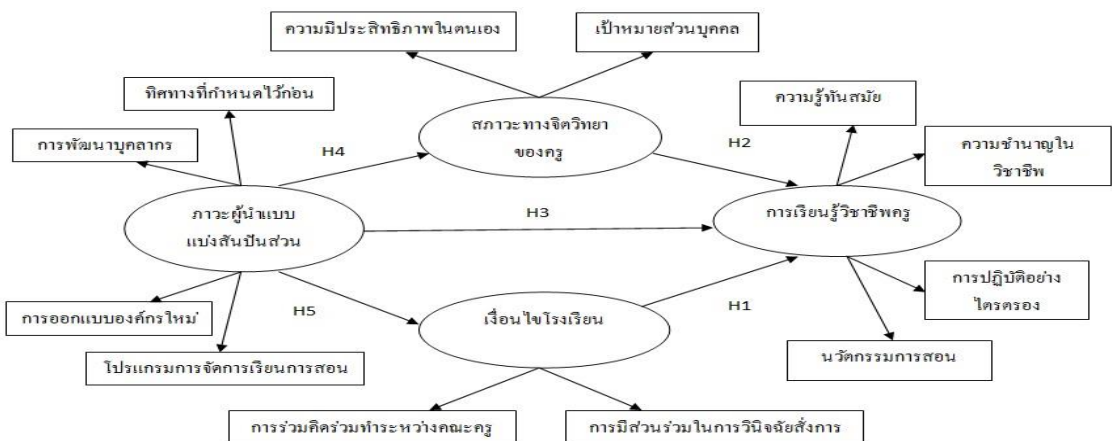 ความมีประสิทธิภาพในตนเอง
เป้าหมายส่วนบุคคล
ทิศทางที่กำหนดไว้ก่อน
ความรู้ทันสมัย
สภาวะทางจิตวิทยา
ของครู
การพัฒนาบุคลากร
H4
H2
ความชำนาญใน
วิชาชีพ
ภาวะผู้นำแบบ
แบ่งสันปันส่วน
H3
การเรียนรู้วิชาชีพครู
การปฏิบัติอย่าง
ไตรตรอง
การออกแบบองค์กรใหม่
H5
เงื่อนไขโรงเรียน
H1
โปรแกรมการจัดการเรียนการสอน
นวัตกรรมการสอน
การร่วมคิดร่วมทำระหว่างคณะครู
การมีส่วนร่วมในการวินิจฉัยสั่งการ